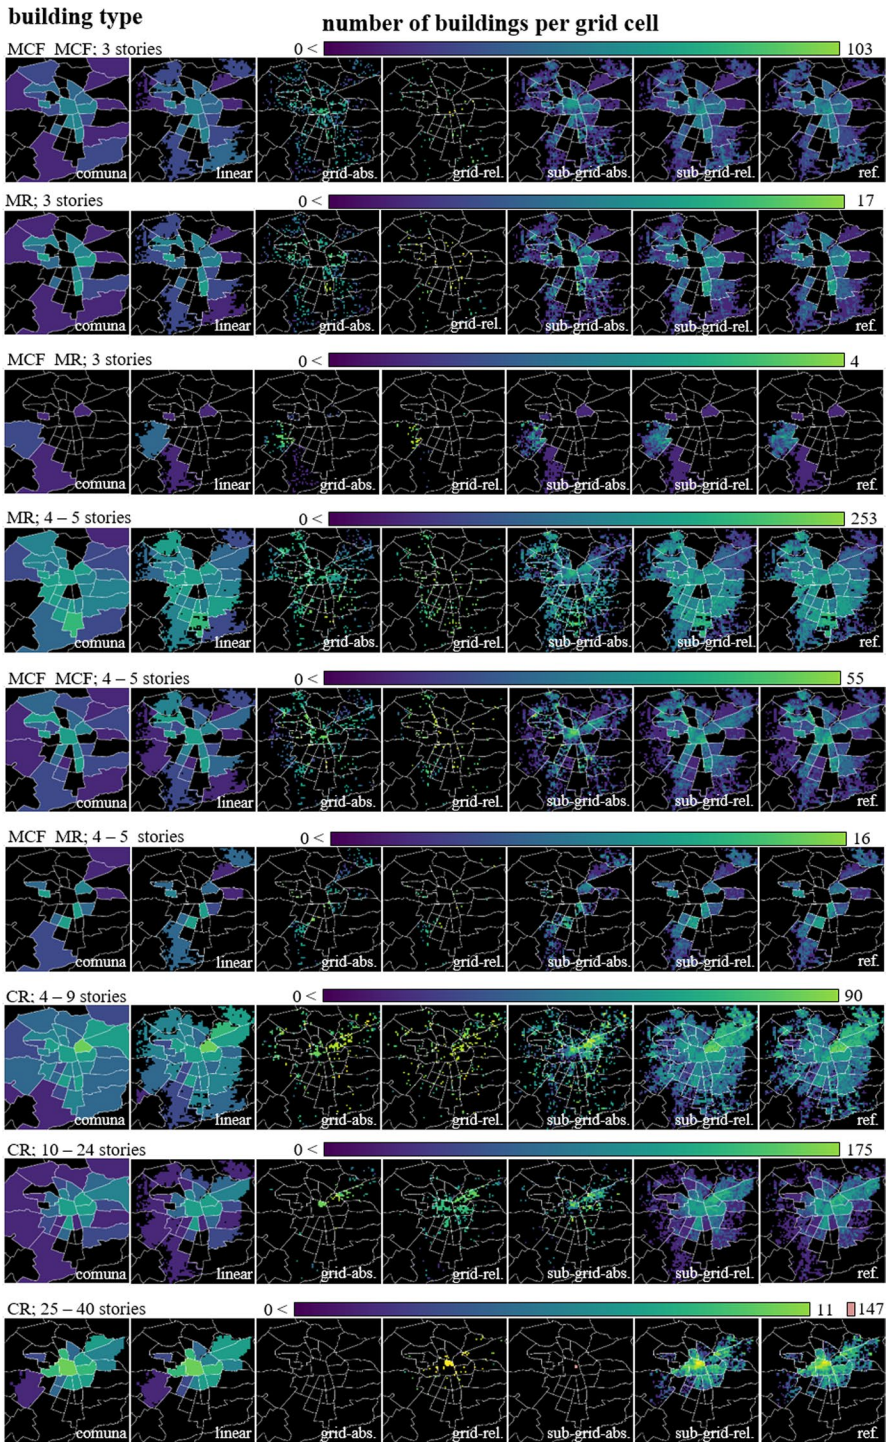 building type
number of buildings per grid cell
MCF MCF; 3 stories 0 < 103
comuna linear grid-abs. grid-rel. sub-grid-abs. sub-grid-rel. ref.
MR; 3 stories 0 < 17
comuna linear grid-abs. grid-rel. sub-grid-abs. sub-grid-rel. ref.
MCF MR; 3 stories 0 < 4
comuna linear grid-abs. grid-rel. sub-grid-abs. sub-grid-rel. ref.
MR; 4 – 5 stories 0 < 253
comuna linear grid-abs. grid-rel. sub-grid-abs. sub-grid-rel. ref.
MCF MCF; 4 – 5 stories 0 < 55
comuna linear grid-abs. grid-rel. sub-grid-abs. sub-grid-rel. ref.
MCF MR; 4 – 5 stories 0 < 16
comuna linear grid-abs. grid-rel. sub-grid-abs. sub-grid-rel. ref.
CR; 4 – 9 stories 0 < 90
comuna linear grid-abs. grid-rel. sub-grid-abs. sub-grid-rel. ref.
CR; 10 – 24 stories 0 < 175
comuna linear grid-abs. grid-rel. sub-grid-abs. sub-grid-rel. ref.
CR; 25 – 40 stories 0 < 11 147
comuna linear grid-abs. grid-rel. sub-grid-abs. sub-grid-rel. ref.